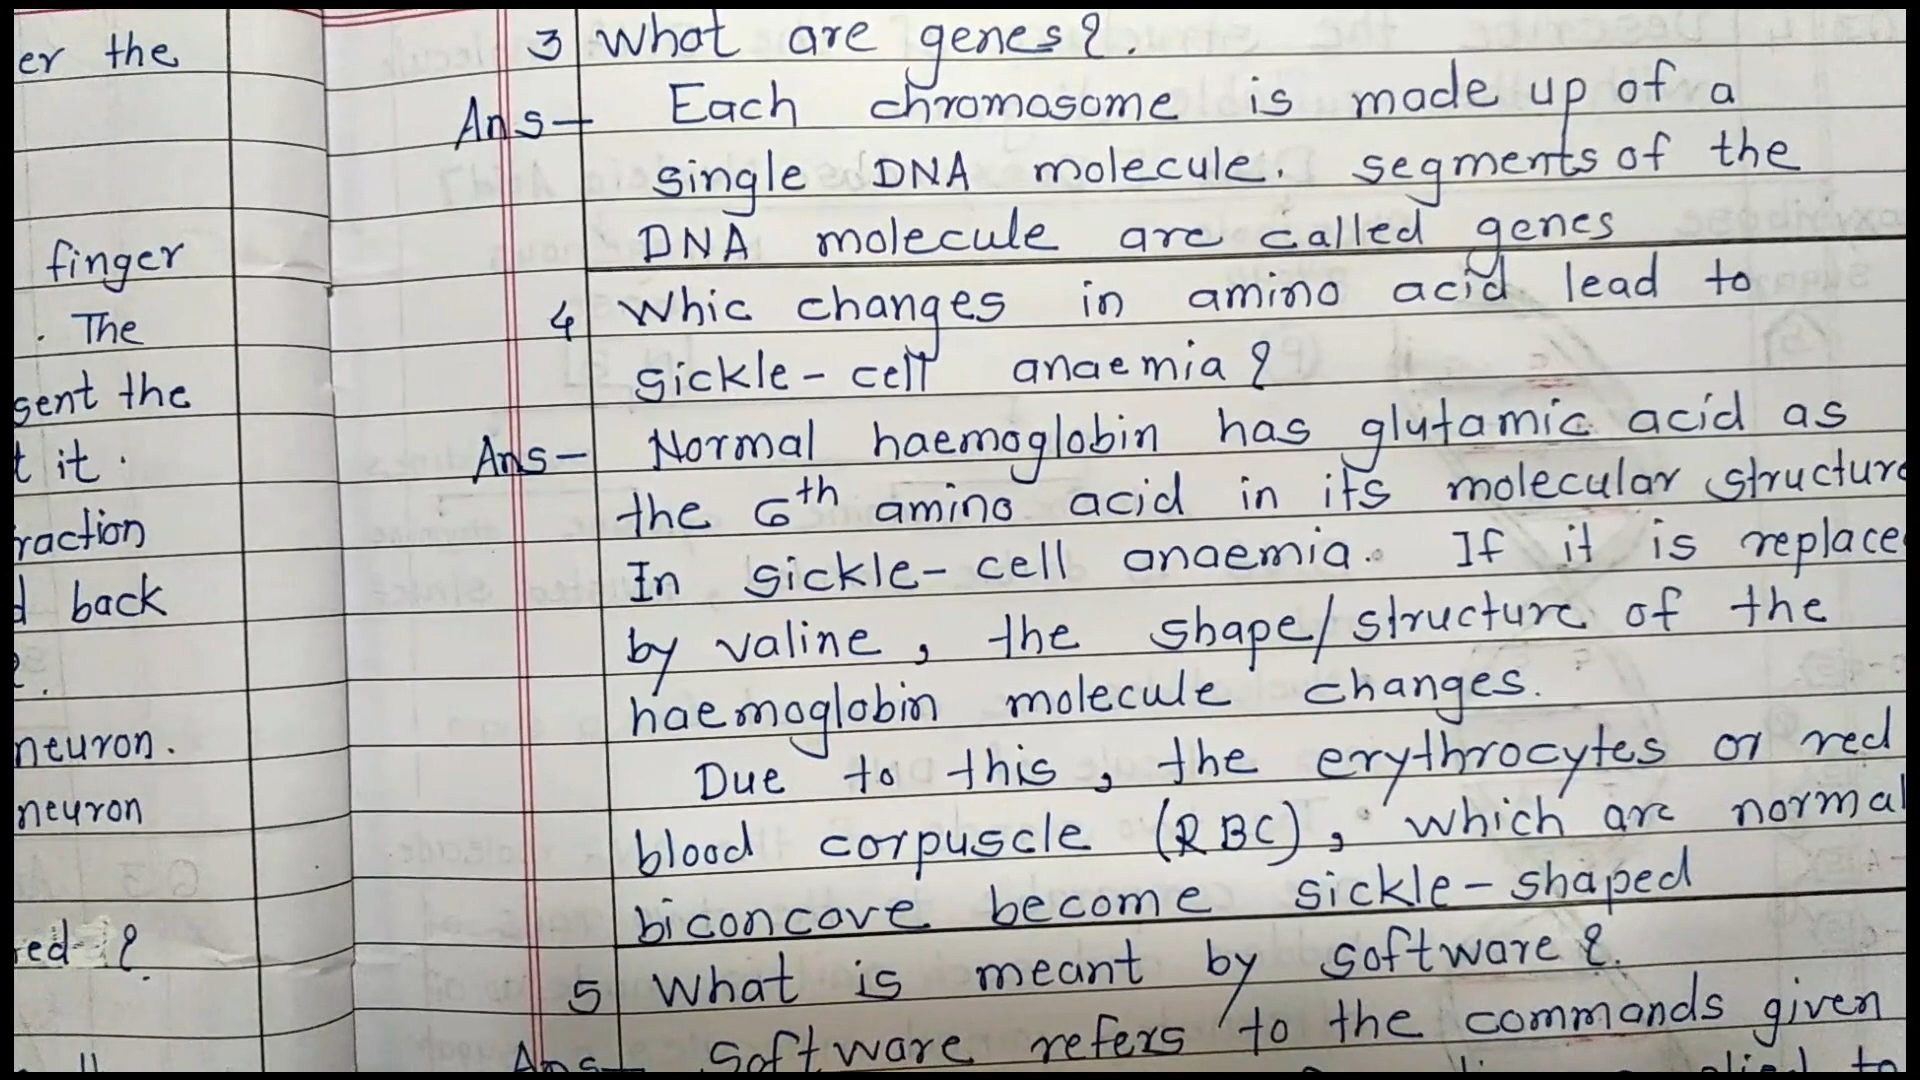 er the
finger
. The
sent the
t it .
raction
d back
neuron.
neuron
red ?
3 What are genes?.
Ans- Each chromosome is made up of a
single DNA molecule. segments of the
DNA molecule are called genes
4 Whic changes in amino acid lead to
sickle-cell anaemia?
Ans- Normal haemoglobin has glutamic acid as
the 6th amino acid in its molecular structure
In sickle-cell anaemia. If it is replace
by valine, the shape/structure of the
haemoglobin molecule changes.
Due to this, the erythrocytes or red
blood corpuscle (RBC), which are normal
biconcave become sickle-shaped
5 What is meant by software?.
Ans- Software refers to the commands given